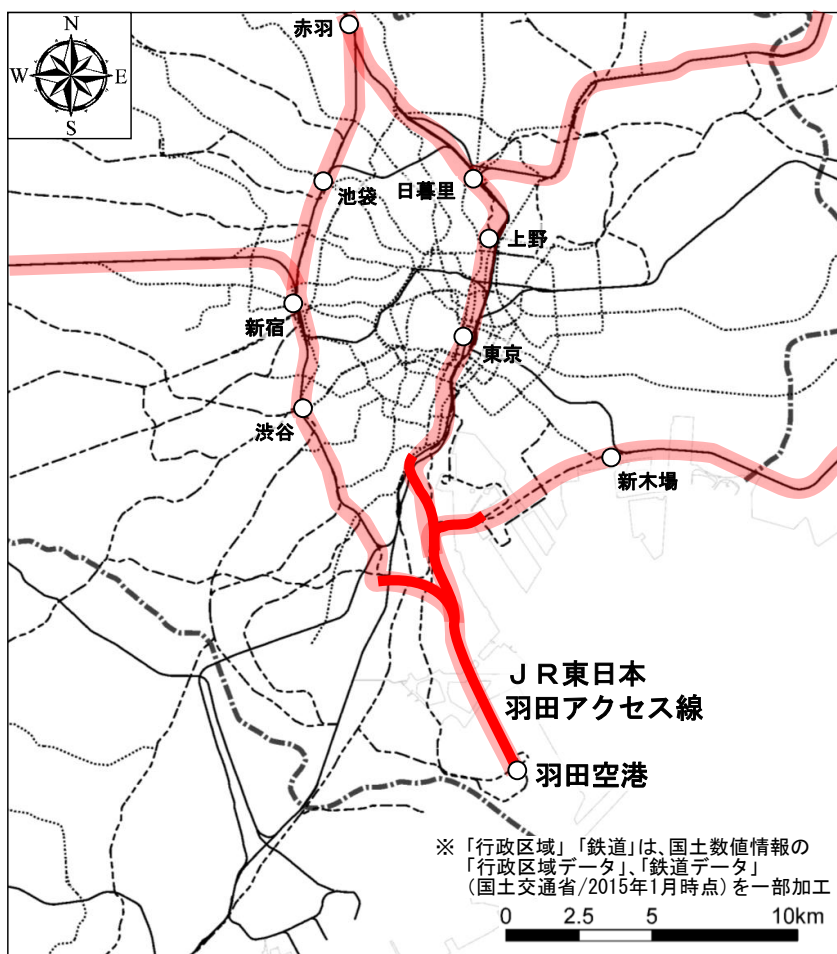 N
W
E
S
赤羽
池袋
日暮里
上野
新宿
東京
渋谷
新木場
ＪＲ東日本
羽田アクセス線
羽田空港
※「行政区域」「鉄道」は、国土数値情報の
「行政区域データ」、「鉄道データ」
（国土交通省/2015年1月時点）を一部加工
0 2.5 5 10km